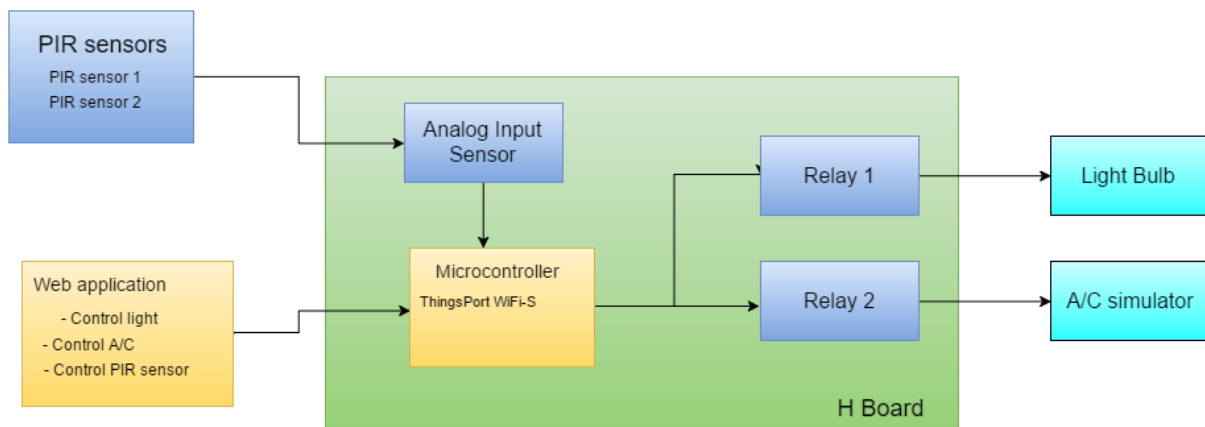 PIR sensors
PIR sensor 1
PIR sensor 2
Analog Input
Sensor
Relay 1
Light Bulb
Web application
- Control light
- Control A/C
- Control PIR sensor
Microcontroller
ThingsPort WiFi-S
Relay 2
A/C simulator
H Board